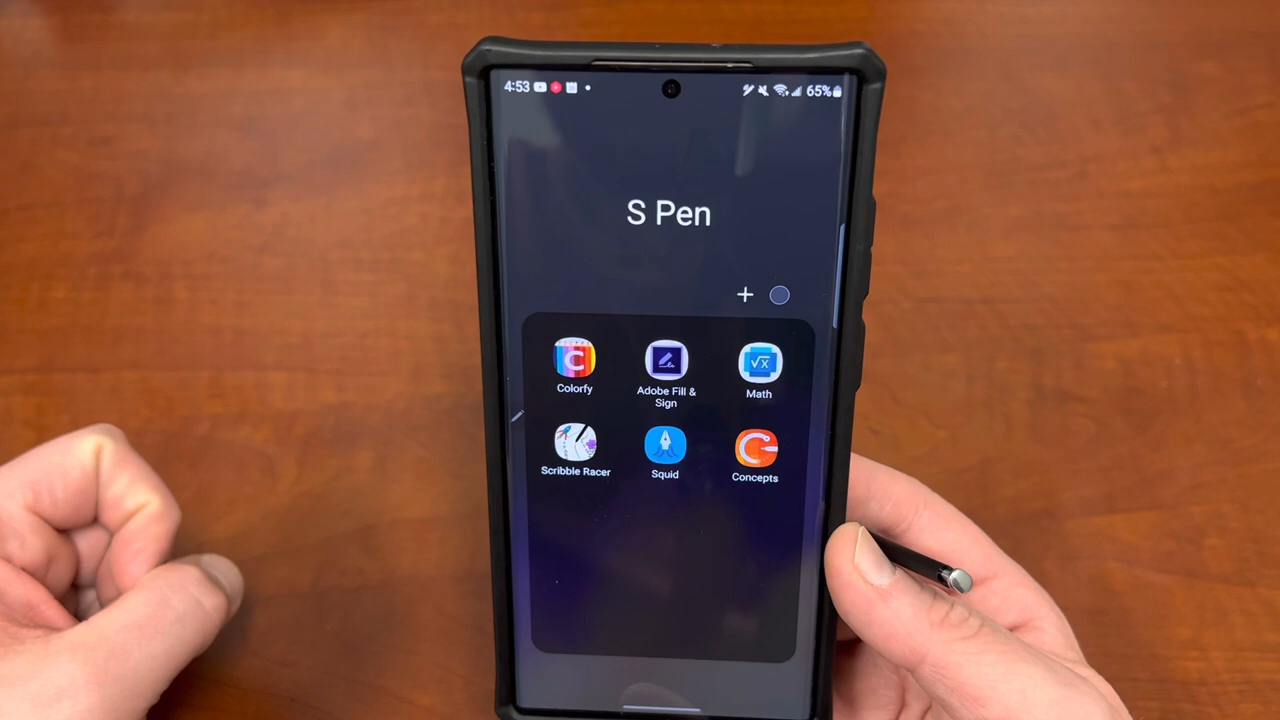 4:53 65%
S Pen
Colorfy Adobe Fill & Sign Math
Scribble Racer Squid Concepts